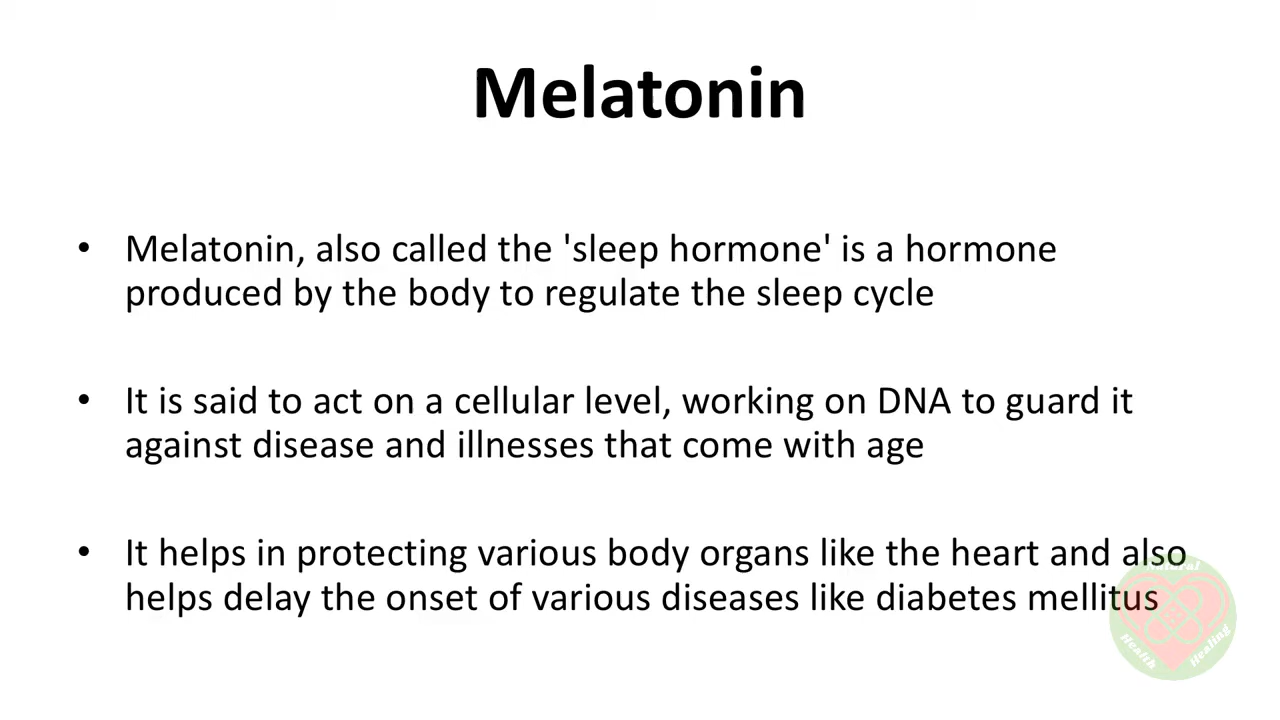 Melatonin
• Melatonin, also called the 'sleep hormone' is a hormone
produced by the body to regulate the sleep cycle
• It is said to act on a cellular level, working on DNA to guard it
against disease and illnesses that come with age
• It helps in protecting various body organs like the heart and also
helps delay the onset of various diseases like diabetes mellitus
Natural
Health Healing